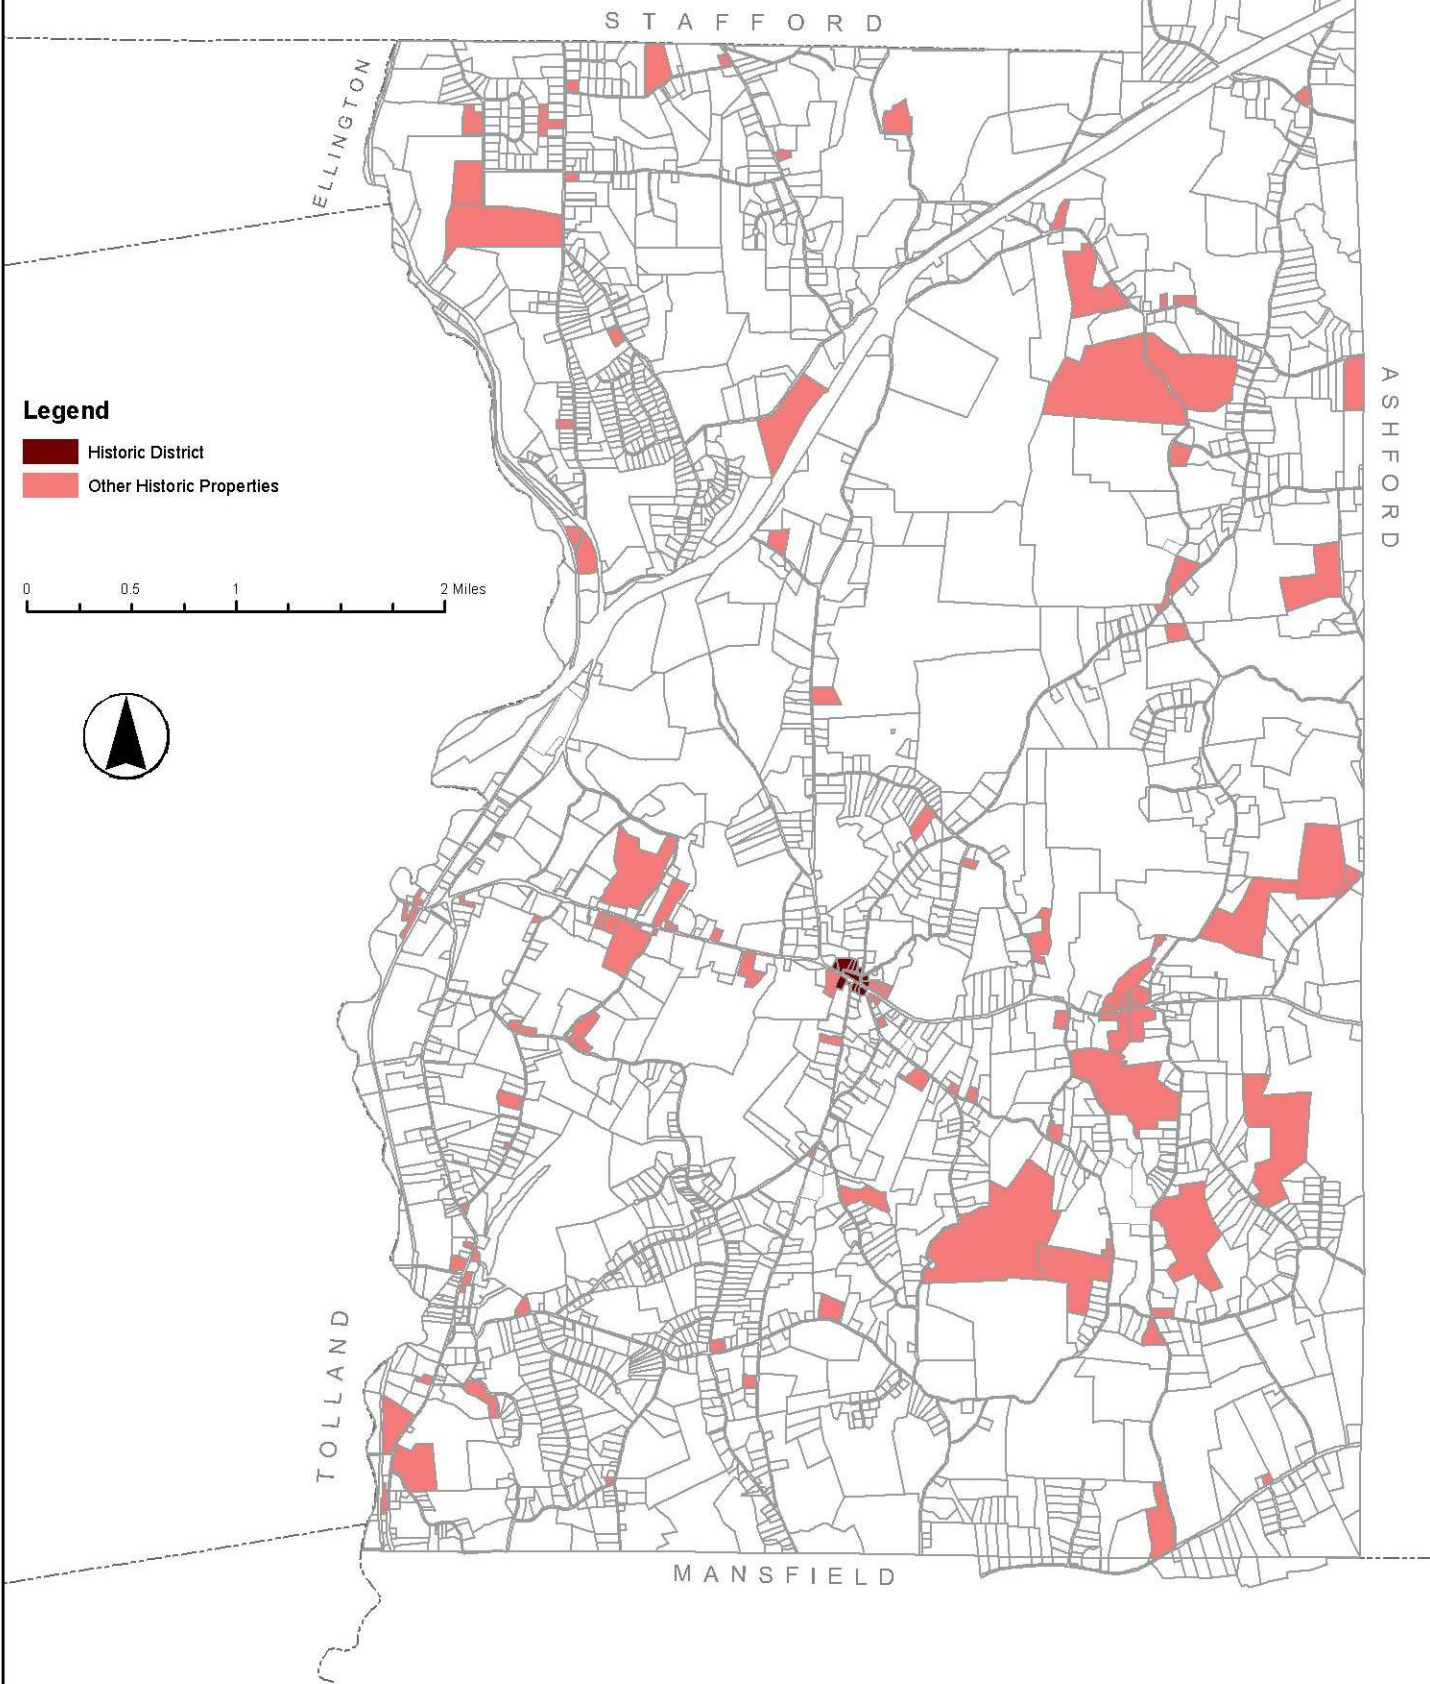 STAFFORD
ELLINGTON
Legend
Historic District
Other Historic Properties
ASHFORD
0 0.5 1 2 Miles
TOLLAND
MANSFIELD